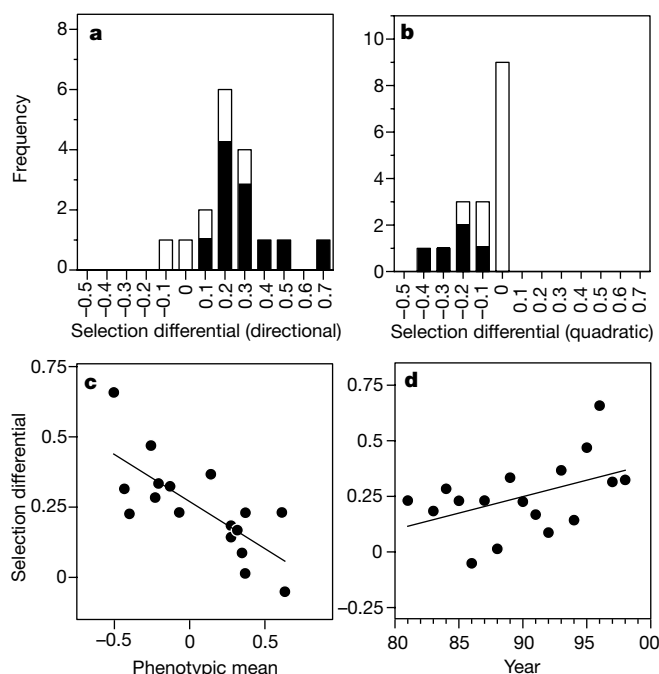 a
b
8
6
4
2
0
Frequency
10
8
6
4
2
0
−0.5 −0.4 −0.3 −0.2 −0.1 0 0.1 0.2 0.3 0.4 0.5 0.6 0.7
−0.5 −0.4 −0.3 −0.2 −0.1 0 0.1 0.2 0.3 0.4 0.5 0.6 0.7
Selection differential (directional)
Selection differential (quadratic)
c
d
0.75
0.5
0.25
0
Selection differential
0.75
0.5
0.25
0
−0.25
−0.5 0 0.5
80 85 90 95 00
Phenotypic mean
Year